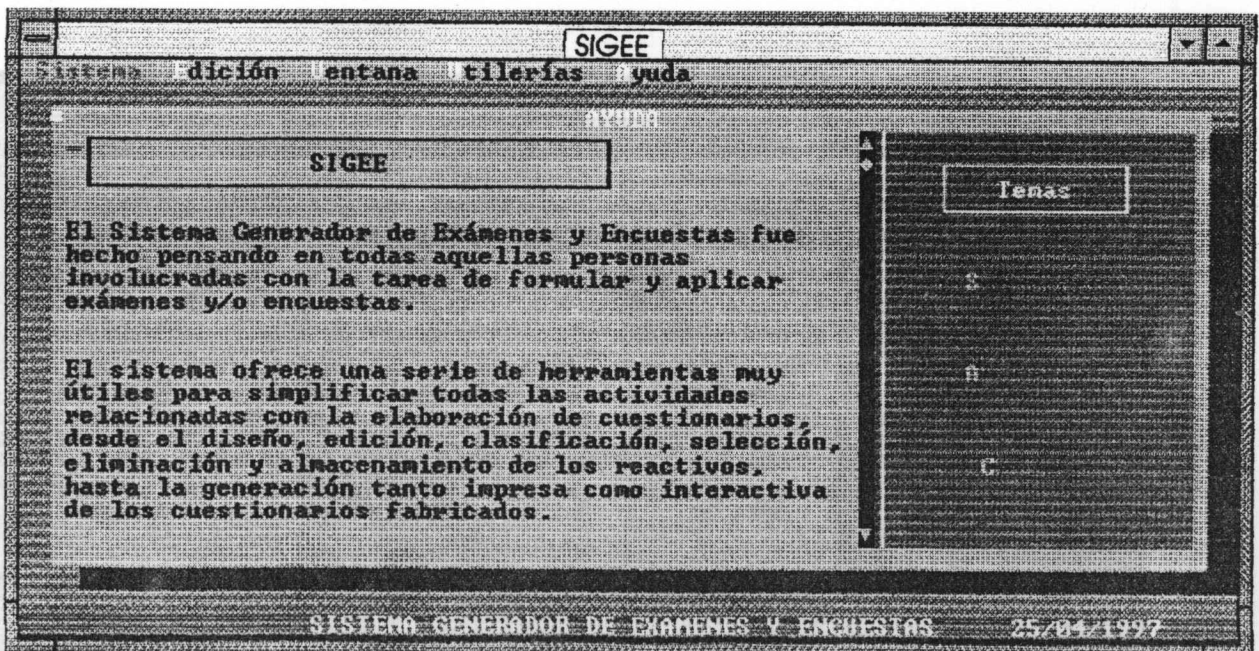 SIGEE
Sistema Edición Ventana Utilerías Ayuda
AYUDA
SIGEE
El Sistema Generador de Exámenes y Encuestas fue
hecho pensando en todas aquellas personas
involucradas con la tarea de formular y aplicar
exámenes y/o encuestas.
El sistema ofrece una serie de herramientas muy
útiles para simplificar todas las actividades
relacionadas con la elaboración de cuestionarios,
desde el diseño, edición, clasificación, selección,
eliminación y almacenamiento de los reactivos.
hasta la generación tanto impresa como interactiva
de los cuestionarios fabricados.
Temas
S
A
C
SISTEMA GENERADOR DE EXAMENES Y ENCUESTAS 25/04/1997